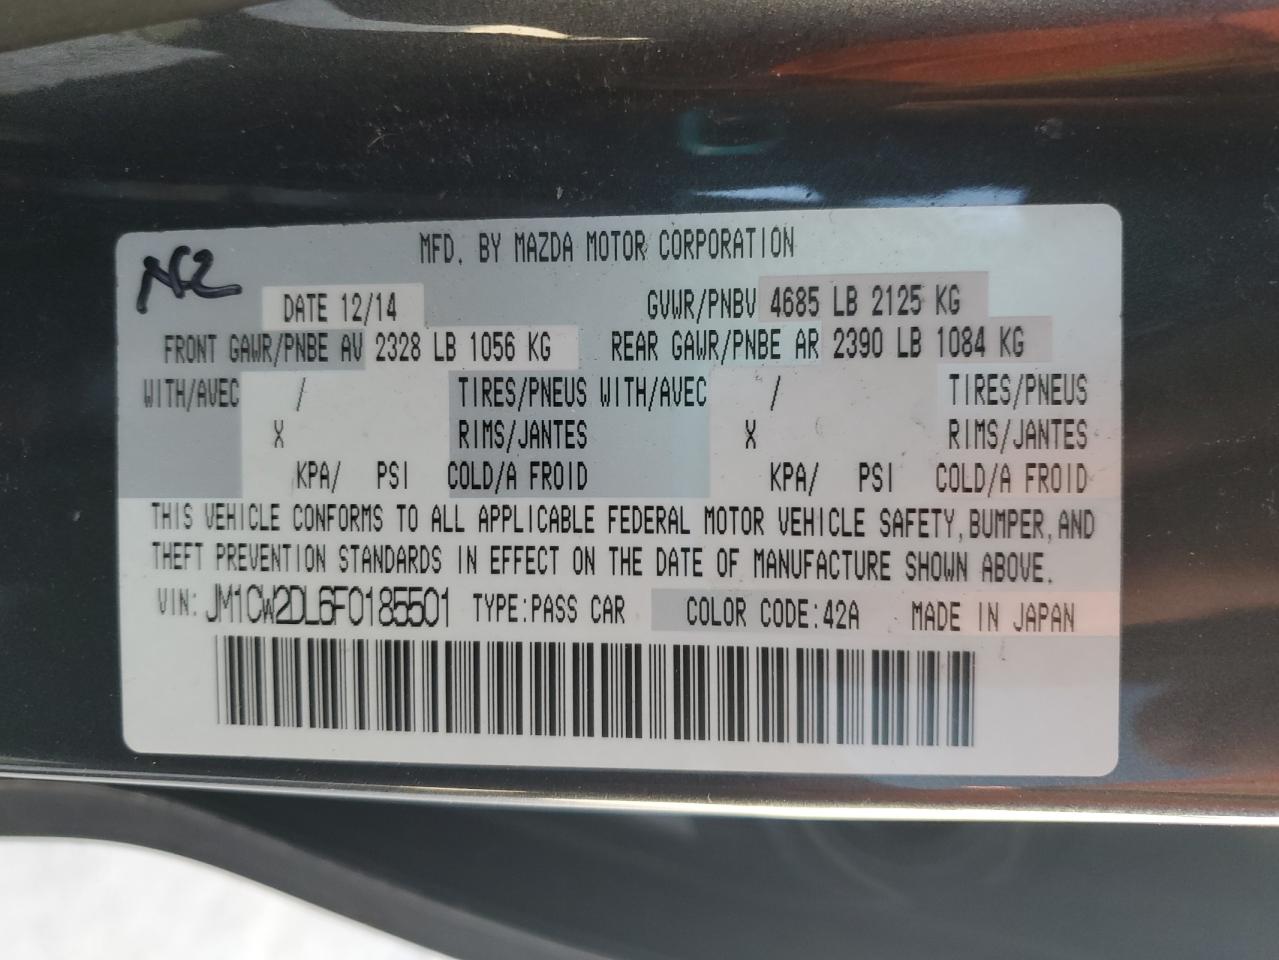 MFD. BY MAZDA MOTOR CORPORATION
NC2
DATE 12/14 GVWR/PNBV 4685 LB 2125 KG
FRONT GAWR/PNBE AV 2328 LB 1056 KG REAR GAWR/PNBE AR 2390 LB 1084 KG
WITH/AVEC / TIRES/PNEUS WITH/AVEC / TIRES/PNEUS
X RIMS/JANTES X RIMS/JANTES
KPA/ PSI COLD/A FROID KPA/ PSI COLD/A FROID
THIS VEHICLE CONFORMS TO ALL APPLICABLE FEDERAL MOTOR VEHICLE SAFETY, BUMPER, AND
THEFT PREVENTION STANDARDS IN EFFECT ON THE DATE OF MANUFACTURE SHOWN ABOVE.
VIN: JM1CW2DL6F0185501 TYPE:PASS CAR COLOR CODE:42A MADE IN JAPAN